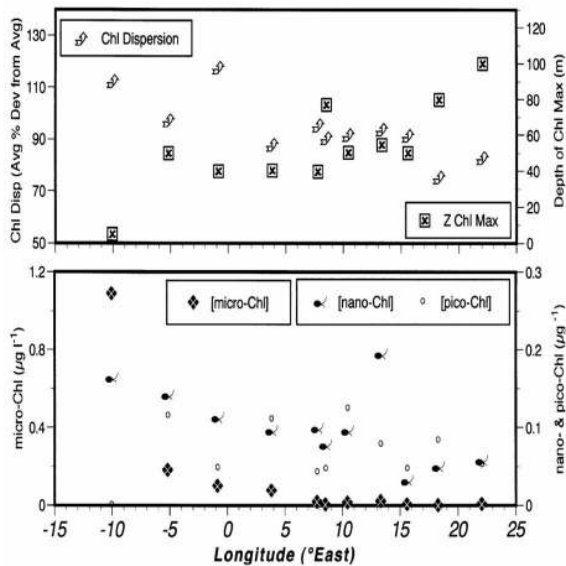 Chl Disp (Avg % Dev from Avg)
130
110
90
70
50
Chl Dispersion
Z Chl Max
120
100
80
60
40
20
0
Depth of Chl Max (m)
micro-Chl (µg l⁻¹)
1.2
0.8
0.4
0
[micro-Chl]
[nano-Chl] [pico-Chl]
0.3
0.2
0.1
0
nano- & pico-Chl (µg ⁻¹)
-15 -10 -5 0 5 10 15 20 25
Longitude (°East)